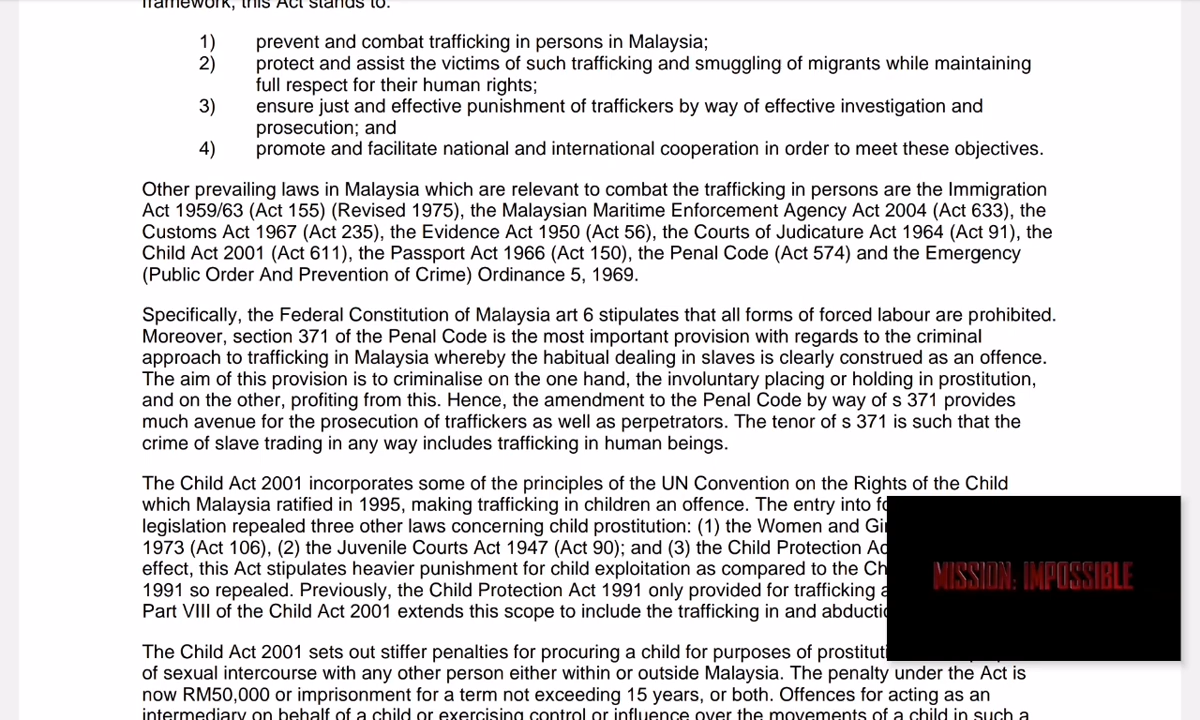 framework, this Act stands to:
1) prevent and combat trafficking in persons in Malaysia;
2) protect and assist the victims of such trafficking and smuggling of migrants while maintaining
full respect for their human rights;
3) ensure just and effective punishment of traffickers by way of effective investigation and
prosecution; and
4) promote and facilitate national and international cooperation in order to meet these objectives.
Other prevailing laws in Malaysia which are relevant to combat the trafficking in persons are the Immigration
Act 1959/63 (Act 155) (Revised 1975), the Malaysian Maritime Enforcement Agency Act 2004 (Act 633), the
Customs Act 1967 (Act 235), the Evidence Act 1950 (Act 56), the Courts of Judicature Act 1964 (Act 91), the
Child Act 2001 (Act 611), the Passport Act 1966 (Act 150), the Penal Code (Act 574) and the Emergency
(Public Order And Prevention of Crime) Ordinance 5, 1969.
Specifically, the Federal Constitution of Malaysia art 6 stipulates that all forms of forced labour are prohibited.
Moreover, section 371 of the Penal Code is the most important provision with regards to the criminal
approach to trafficking in Malaysia whereby the habitual dealing in slaves is clearly construed as an offence.
The aim of this provision is to criminalise on the one hand, the involuntary placing or holding in prostitution,
and on the other, profiting from this. Hence, the amendment to the Penal Code by way of s 371 provides
much avenue for the prosecution of traffickers as well as perpetrators. The tenor of s 371 is such that the
crime of slave trading in any way includes trafficking in human beings.
The Child Act 2001 incorporates some of the principles of the UN Convention on the Rights of the Child
which Malaysia ratified in 1995, making trafficking in children an offence. The entry into
legislation repealed three other laws concerning child prostitution: (1) the Women and
1973 (Act 106), (2) the Juvenile Courts Act 1947 (Act 90); and (3) the Child Protection
effect, this Act stipulates heavier punishment for child exploitation as compared to the
1991 so repealed. Previously, the Child Protection Act 1991 only provided for trafficking
Part VIII of the Child Act 2001 extends this scope to include the trafficking in and
MISSION: IMPOSSIBLE
The Child Act 2001 sets out stiffer penalties for procuring a child for purposes of
of sexual intercourse with any other person either within or outside Malaysia. The penalty under the Act is
now RM50,000 or imprisonment for a term not exceeding 15 years, or both. Offences for acting as an
intermediary on behalf of a child or exercising control or influence over the movements of a child in such a